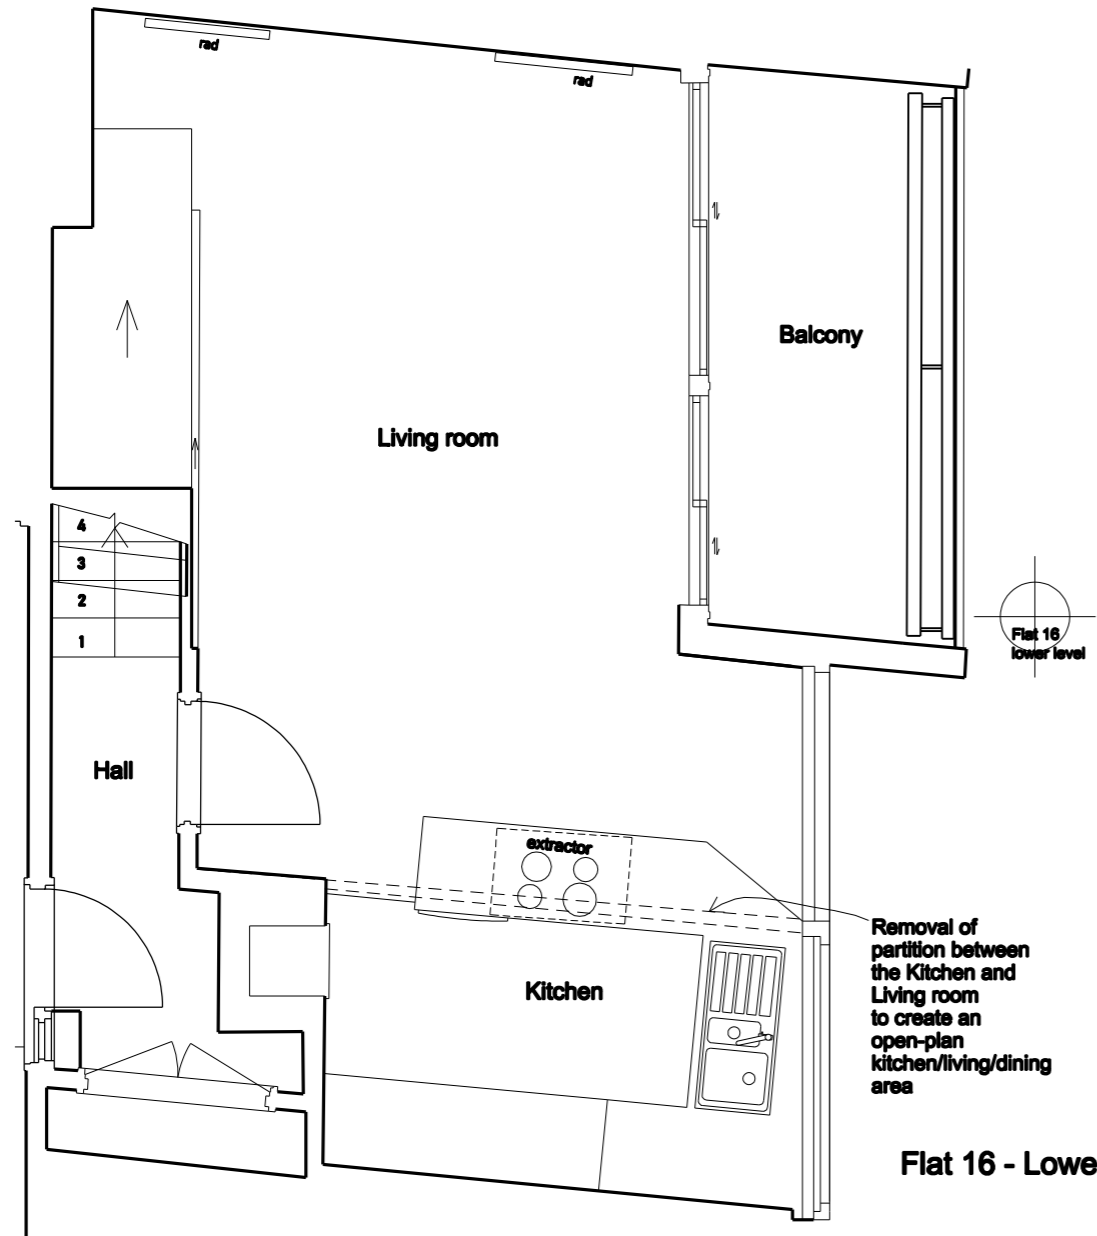 rad
rad
Balcony
Living room
4
3
2
1
Flat 16
lower level
Hall
extractor
Removal of
partition between
the Kitchen and
Living room
to create an
open-plan
kitchen/living/dining
area
Kitchen
Flat 16 - Lowe